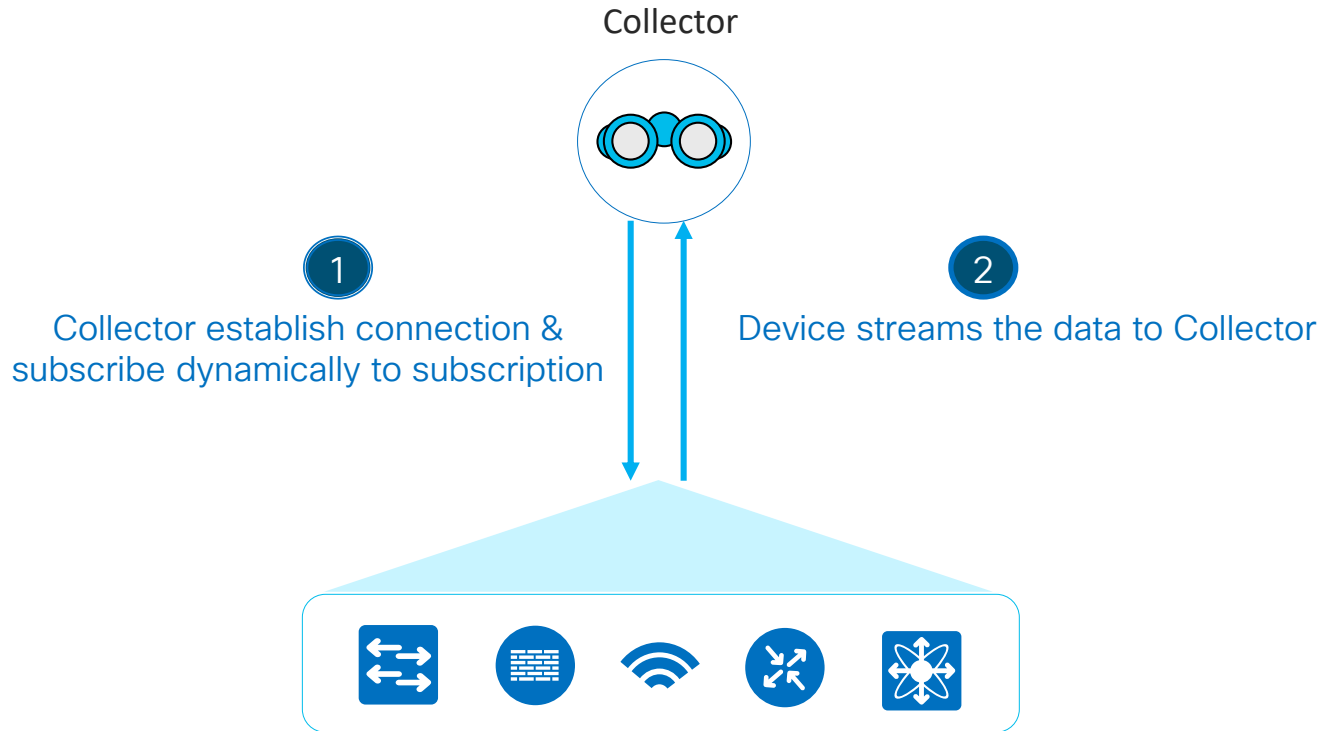 Collector
1
Collector establish connection &
subscribe dynamically to subscription
2
Device streams the data to Collector